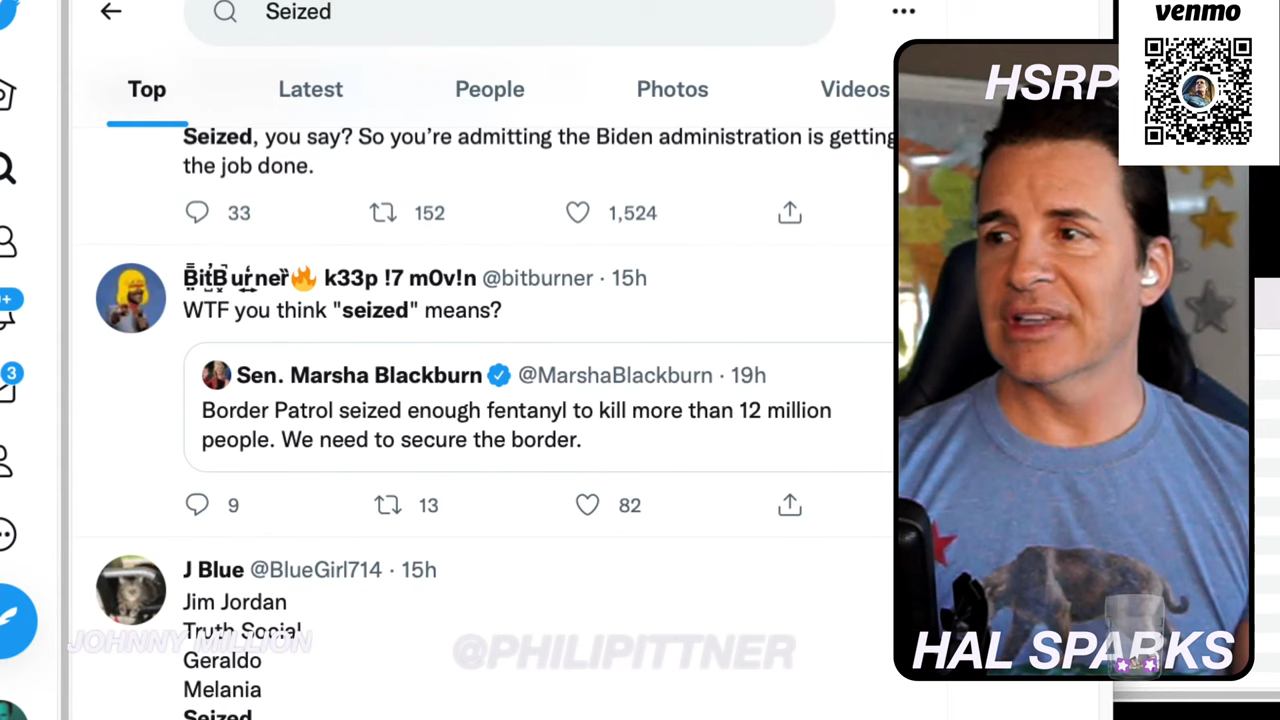 Seized
venmo
HSRP
Top Latest People Photos Videos
Seized, you say? So you’re admitting the Biden administration is getting
the job done.
33 152 1,524
BitBurner🔥 k33p !7 m0v!n @bitburner · 15h
WTF you think "seized" means?
Sen. Marsha Blackburn @MarshaBlackburn · 19h
Border Patrol seized enough fentanyl to kill more than 12 million
people. We need to secure the border.
9 13 82
3
J Blue @BlueGirl714 · 15h
Jim Jordan
Truth Social
JOHNNY MILLION
@PHILIPITTNER
HAL SPARKS
Geraldo
Melania
Seized